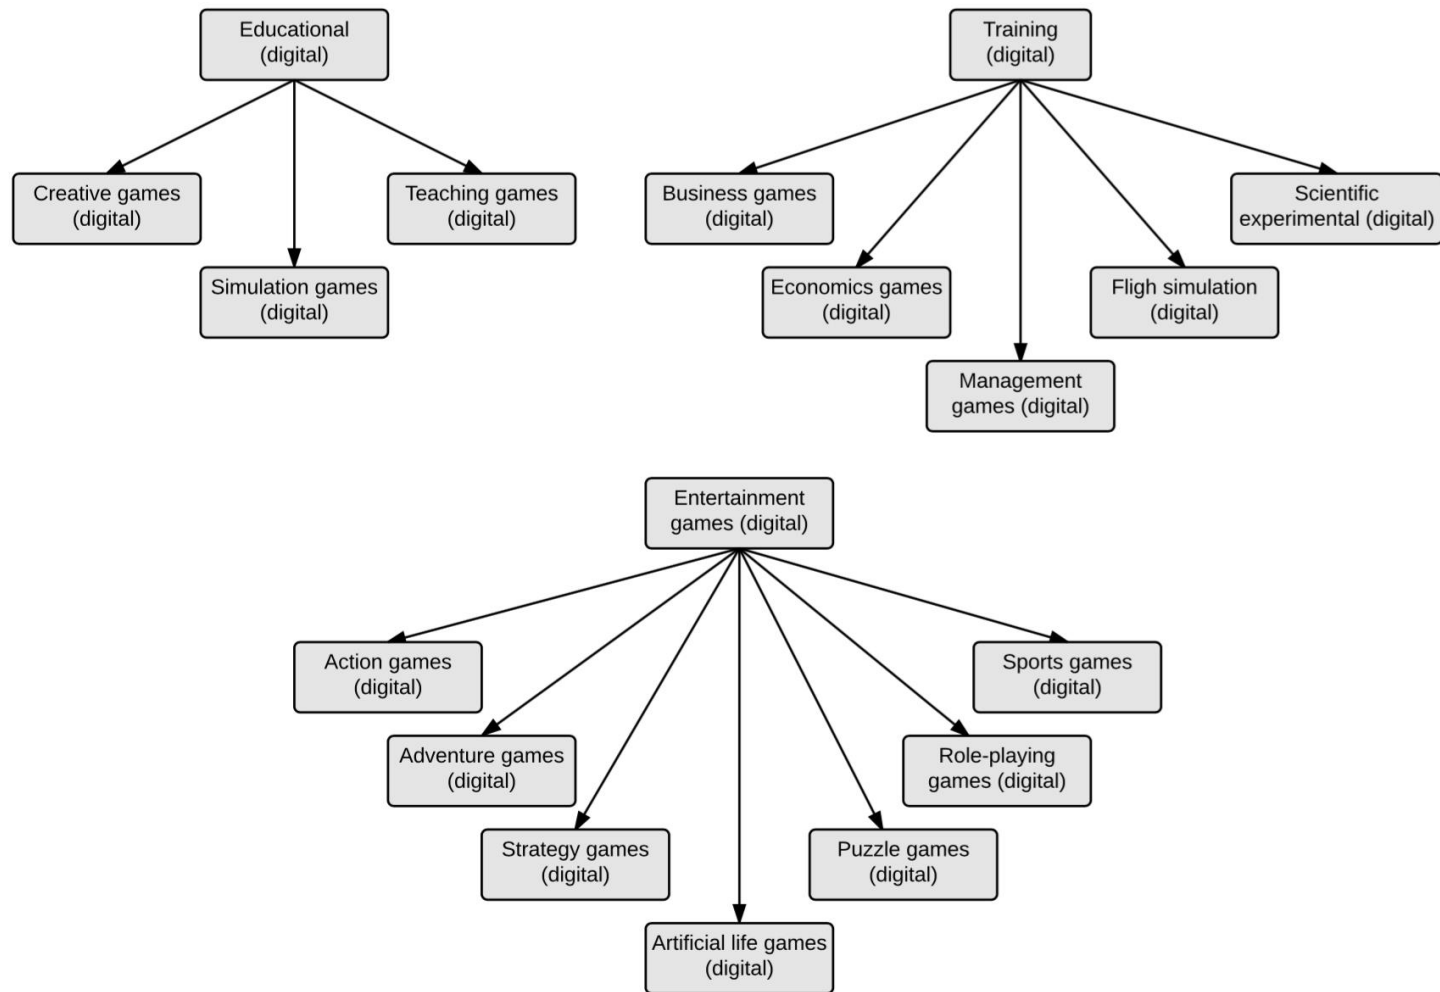 Educational
(digital)
Training
(digital)
Creative games
(digital)
Teaching games
(digital)
Simulation games
(digital)
Business games
(digital)
Scientific
experimental (digital)
Economics games
(digital)
Fligh simulation
(digital)
Management
games (digital)
Entertainment
games (digital)
Action games
(digital)
Sports games
(digital)
Adventure games
(digital)
Role-playing
games (digital)
Strategy games
(digital)
Puzzle games
(digital)
Artificial life games
(digital)